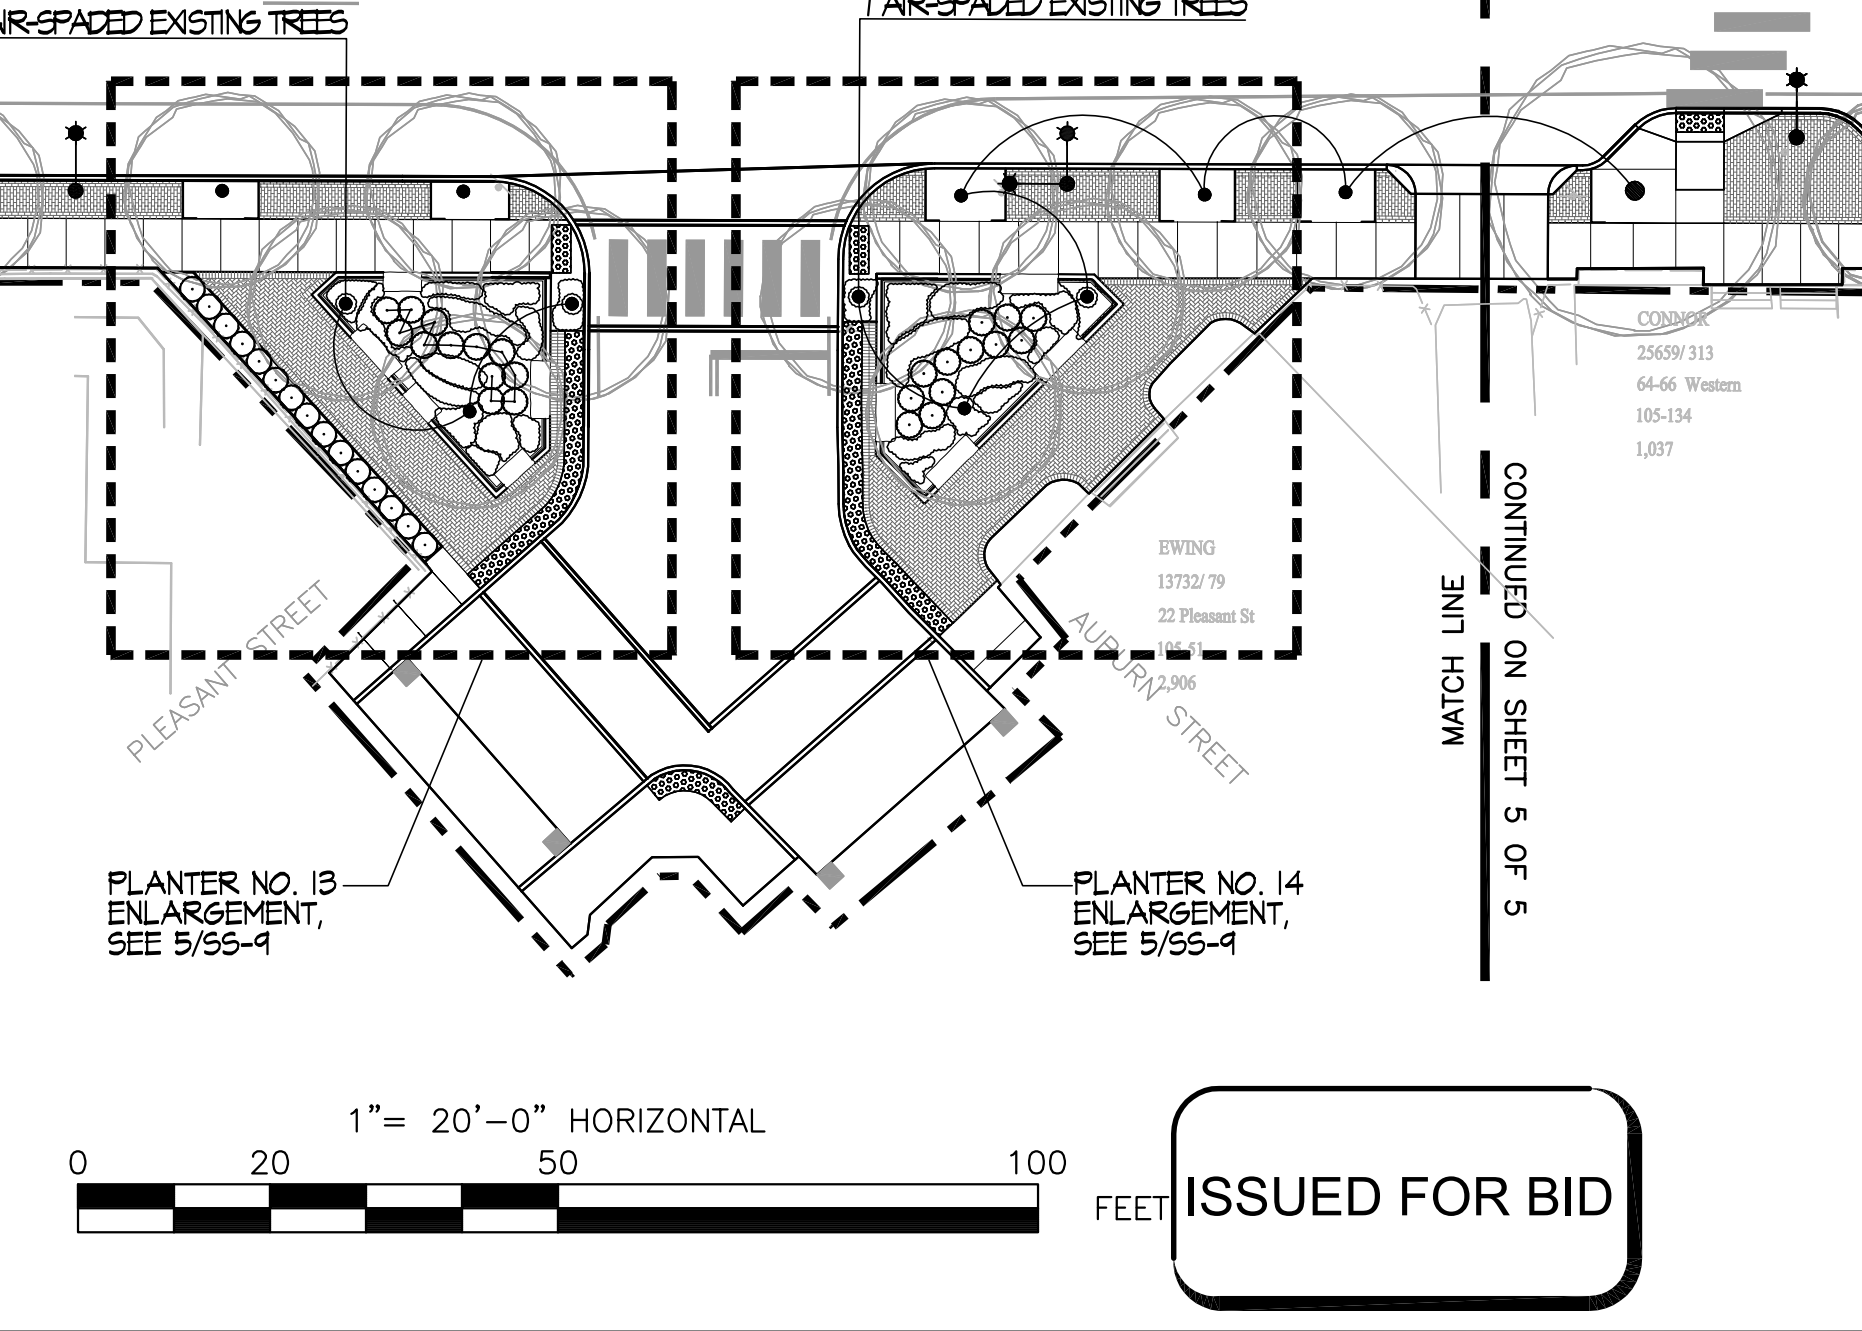 AIR-SPADED EXISTING TREES
AIR-SPADED EXISTING TREES
CONNOR
25659/ 313
64-66 Western
105-134
1,037
EWING
13732/ 79
22 Pleasant St
105-51
2,906
PLEASANT STREET
AUBURN STREET
MATCH LINE
CONTINUED ON SHEET 5 OF 5
PLANTER NO. 13
ENLARGEMENT,
SEE 5/SS-9
PLANTER NO. 14
ENLARGEMENT,
SEE 5/SS-9
1"= 20'-0" HORIZONTAL
0 20 50 100
FEET
ISSUED FOR BID